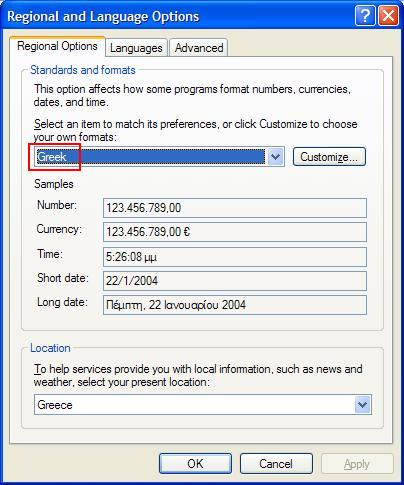 Regional and Language Options
Regional Options Languages Advanced
Standards and formats
This option affects how some programs format numbers, currencies,
dates, and time.
Select an item to match its preferences, or click Customize to choose
your own formats:
Greek Customize...
Samples
Number: 123.456.789,00
Currency: 123.456.789,00 €
Time: 5:26:08 μμ
Short date: 22/1/2004
Long date: Πέμπτη, 22 Ιανουαρίου 2004
Location
To help services provide you with local information, such as news and
weather, select your present location:
Greece
OK Cancel Apply